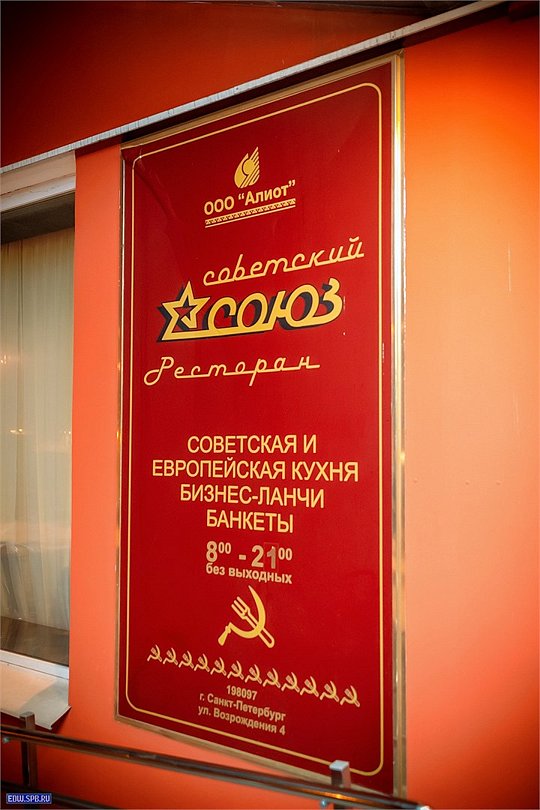 ООО "Алиот"
советский
СОЮЗ
Ресторан
СОВЕТСКАЯ И
ЕВРОПЕЙСКАЯ КУХНЯ
БИЗНЕС-ЛАНЧИ
БАНКЕТЫ
8⁰⁰ - 21⁰⁰
без выходных
198097
г. Санкт-Петербург
ул. Возрождения 4
EDW.SPB.RU